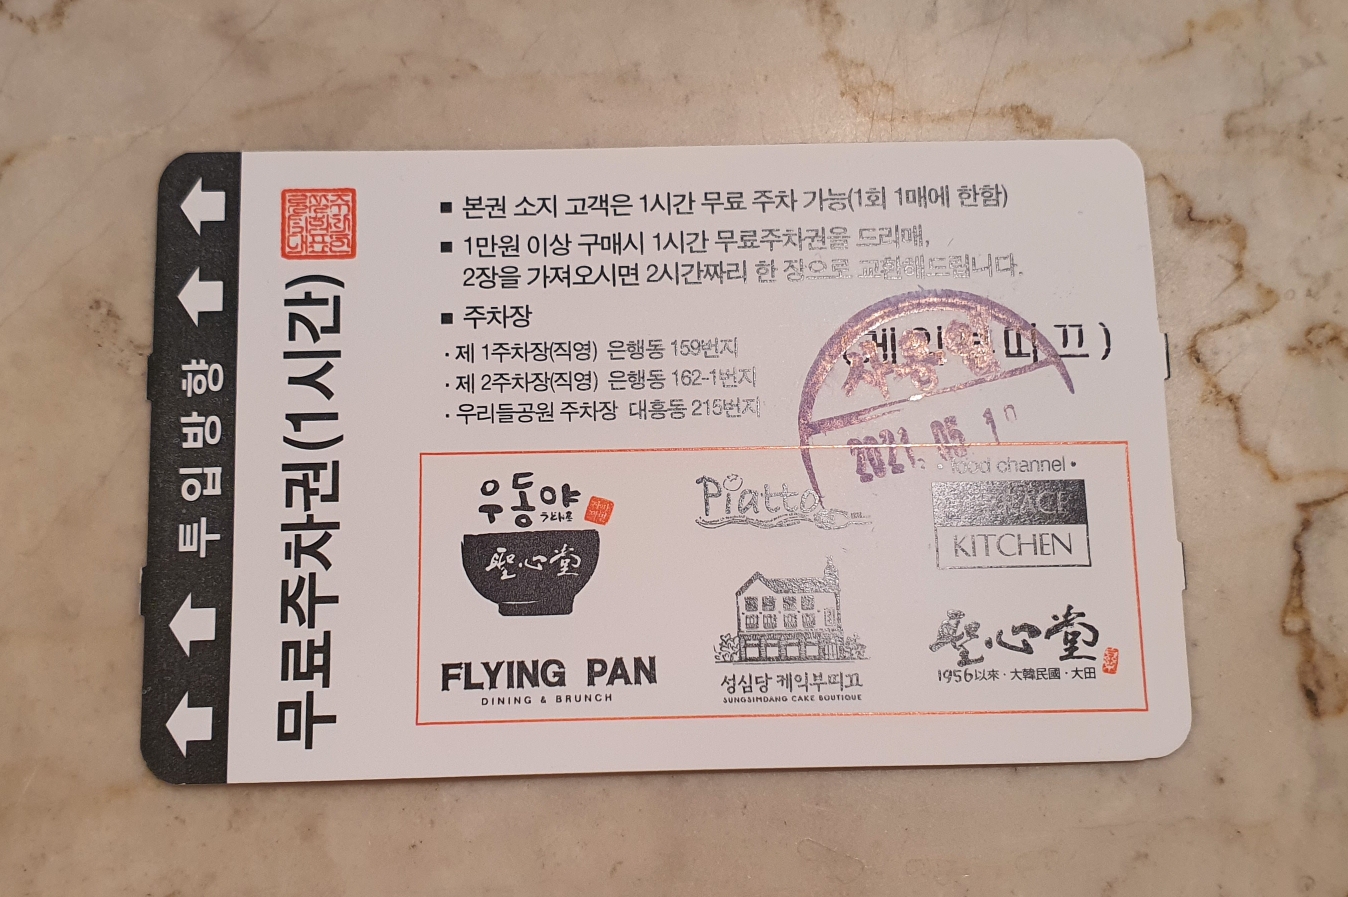 투입방향
무료주차권(1시간)
■ 본권 소지 고객은 1시간 무료 주차 가능(1회 1매에 한함)
■ 1만원 이상 구매시 1시간 무료주차권을 드리며,
2장을 가져오시면 2시간짜리 한 장으로 교환해드립니다.
■ 주차장
· 제 1주차장(직영) 은행동 159번지
· 제 2주차장(직영) 은행동 162-1번지
· 우리들공원 주차장 대흥동 215번지
띠끄)
2021. 05. 1
우동야
聖心堂
FLYING PAN
DINING & BRUNCH
Piatto
성심당 케익부띠끄
SUNGSIMDANG CAKE BOUTIQUE
• food channel •
KITCHEN
聖心堂
1956以來 · 大韓民國 · 大田